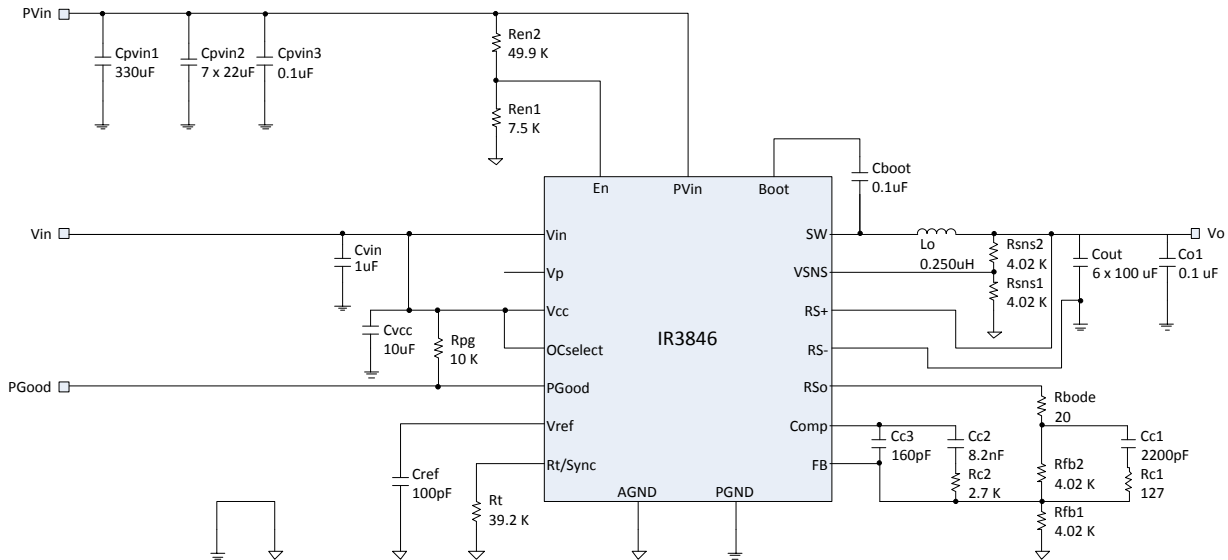 PVin
Cpvin1
330uF
Cpvin2
7 x 22uF
Cpvin3
0.1uF
Ren2
49.9 K
Ren1
7.5 K
Cboot
0.1uF
En
PVin
Boot
Vin
Cvin
1uF
Vin
Vp
Vcc
OCselect
PGood
Vref
Rt/Sync
IR3846
SW
VSNS
RS+
RS-
RSo
Comp
FB
AGND
PGND
Lo
0.250uH
Rsns2
4.02 K
Rsns1
4.02 K
Cout
6 x 100 uF
Co1
0.1 uF
Vo
Cvcc
10uF
Rpg
10 K
PGood
Cref
100pF
Rt
39.2 K
Rbode
20
Cc3
160pF
Cc2
8.2nF
Rc2
2.7 K
Cc1
2200pF
Rc1
127
Rfb2
4.02 K
Rfb1
4.02 K